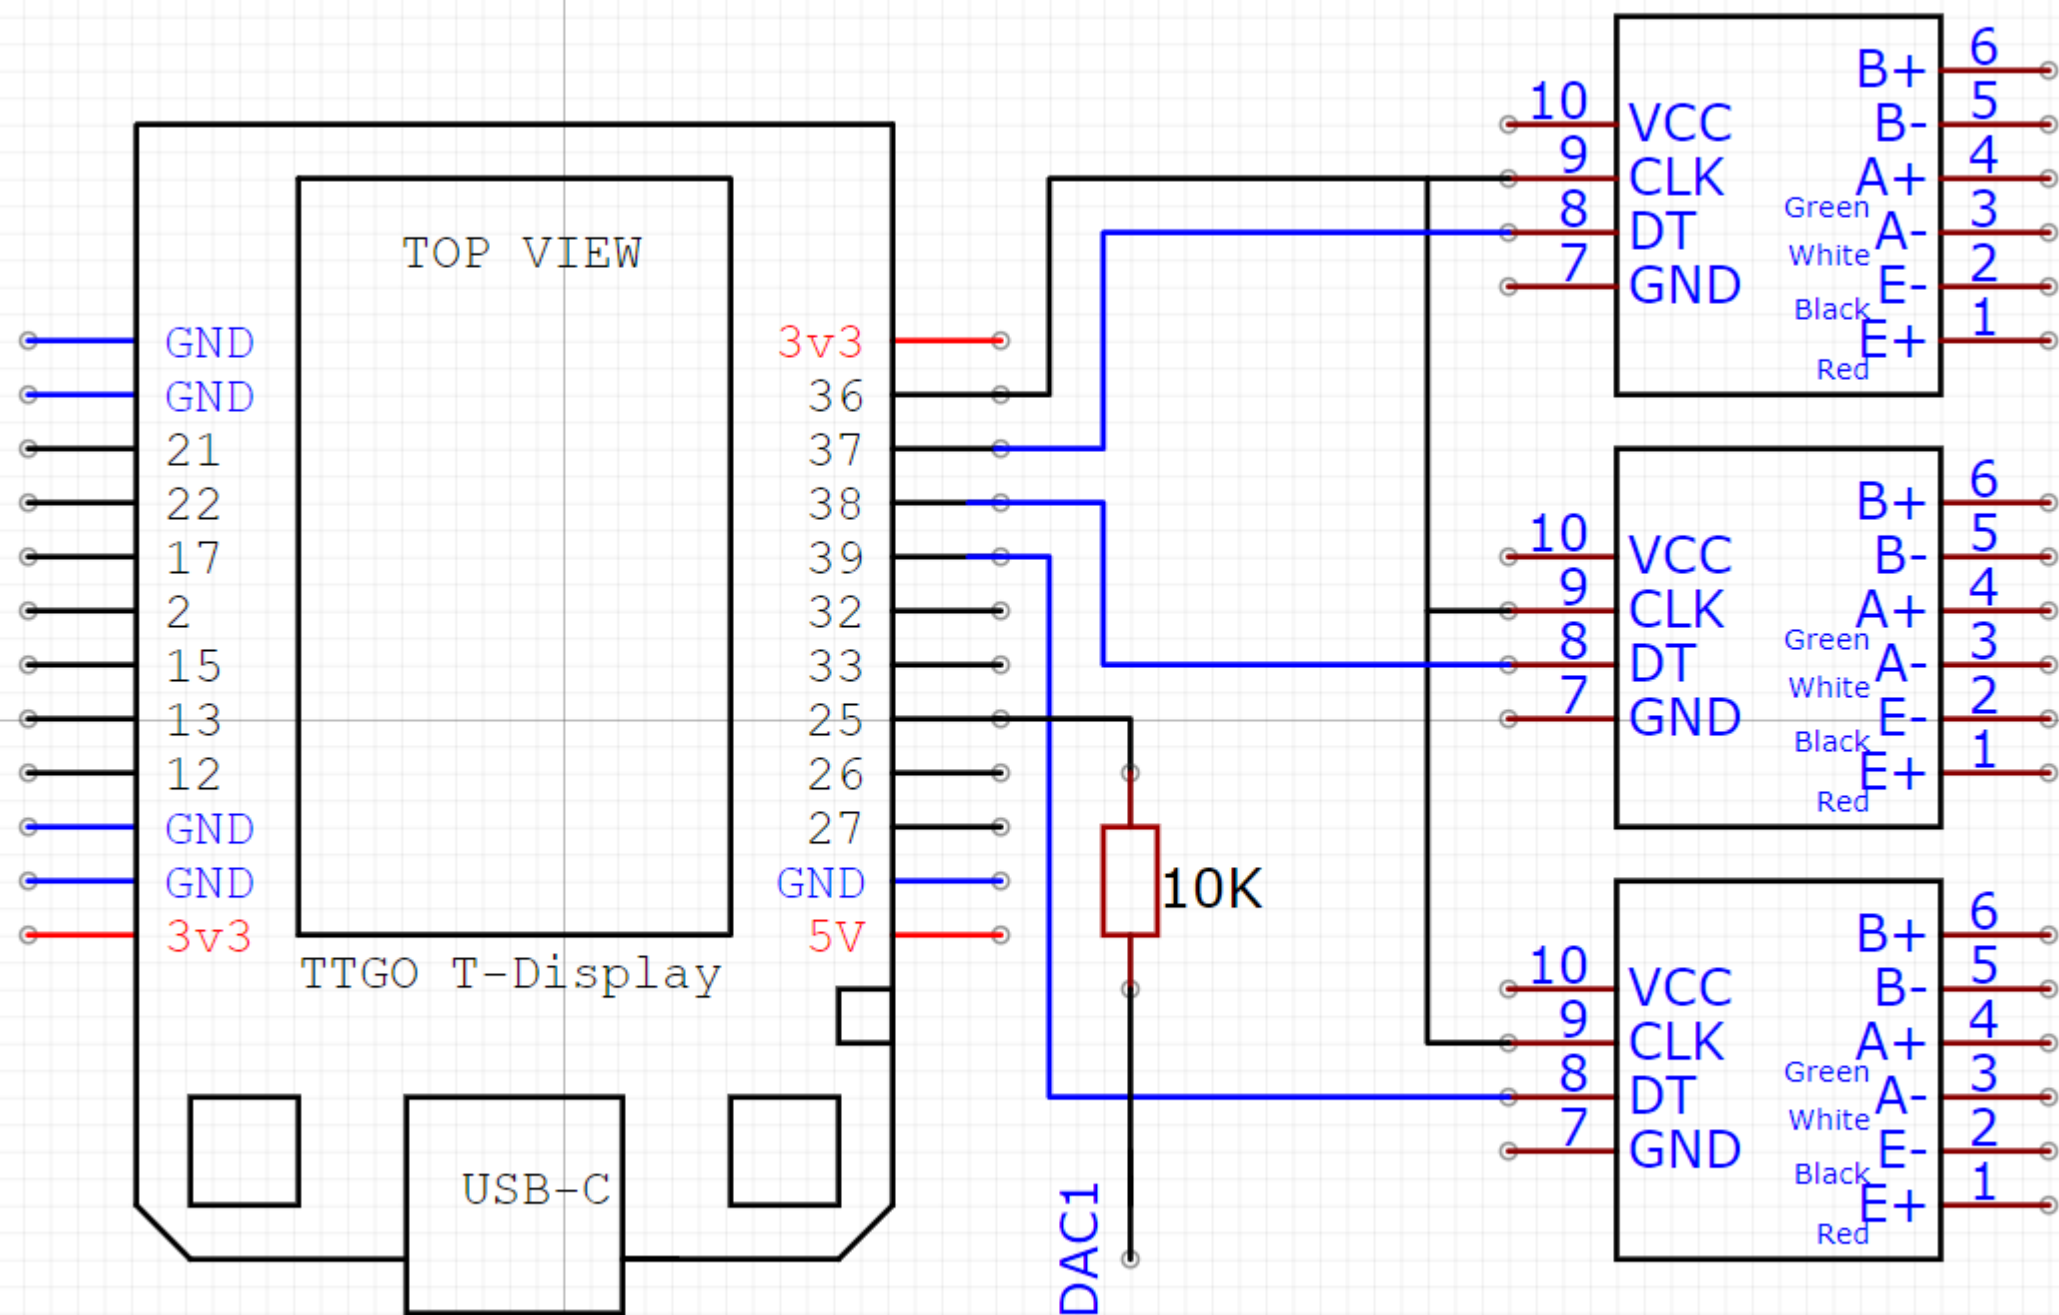 TOP VIEW
GND
GND
21
22
17
2
15
13
12
GND
GND
3v3
3v3
36
37
38
39
32
33
25
26
27
GND
5V
TTGO T-Display
USB-C
10K
DAC1
10 VCC
9 CLK
8 DT
7 GND
B+ 6
B- 5
A+ 4
Green
A- 3
White
E- 2
Black
E+ 1
Red
10 VCC
9 CLK
8 DT
7 GND
B+ 6
B- 5
A+ 4
Green
A- 3
White
E- 2
Black
E+ 1
Red
10 VCC
9 CLK
8 DT
7 GND
B+ 6
B- 5
A+ 4
Green
A- 3
White
E- 2
Black
E+ 1
Red